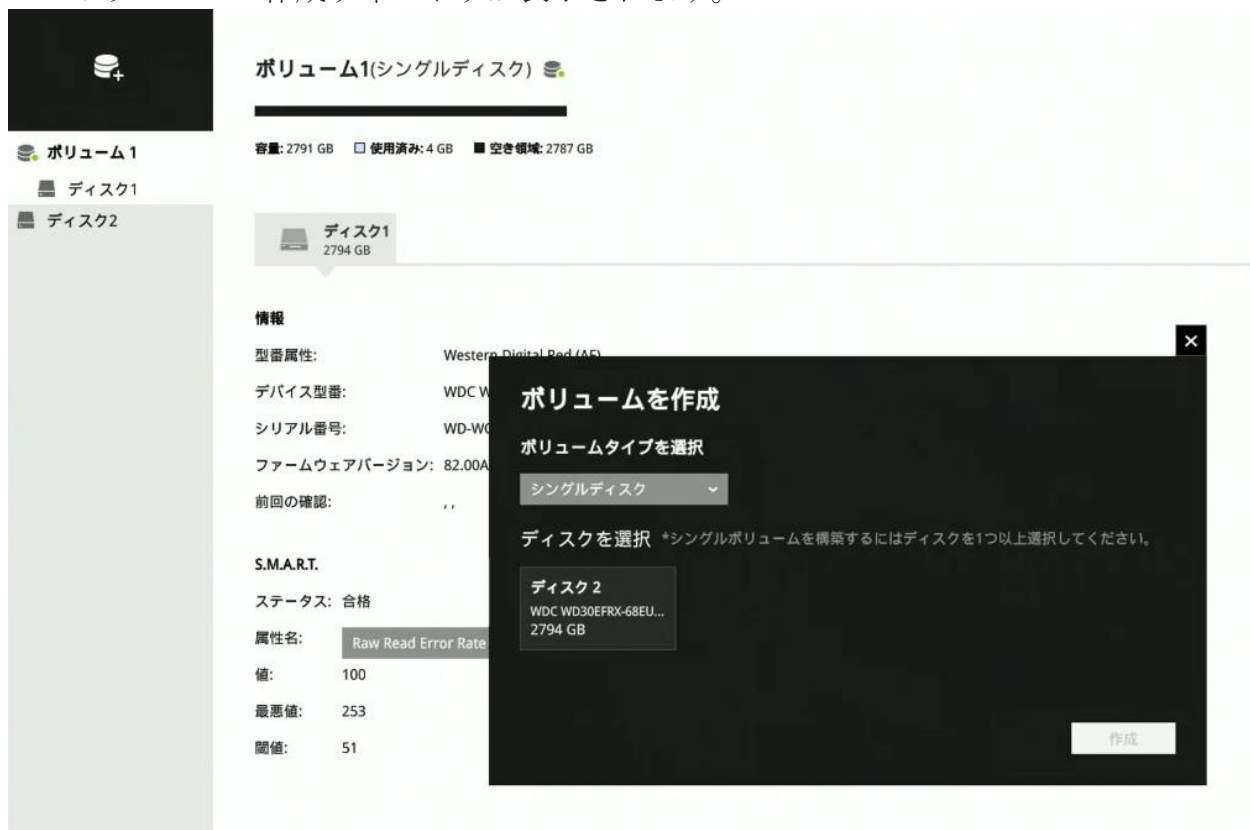 ボリューム1(シングルディスク)
容量: 2791 GB 使用済み: 4 GB 空き領域: 2787 GB
ボリューム 1
ディスク1
ディスク2
ディスク1
2794 GB
情報
型番属性: Western Digital Red (AF)
デバイス型番: WDC W
シリアル番号: WD-WC
ファームウェアバージョン: 82.00A
前回の確認: , ,
S.M.A.R.T.
ステータス: 合格
属性名: Raw Read Error Rate
値: 100
最悪値: 253
閾値: 51
ボリュームを作成
ボリュームタイプを選択
シングルディスク
ディスクを選択 *シングルボリュームを構築するにはディスクを1つ以上選択してください。
ディスク 2
WDC WD30EFRX-68EU...
2794 GB
作成